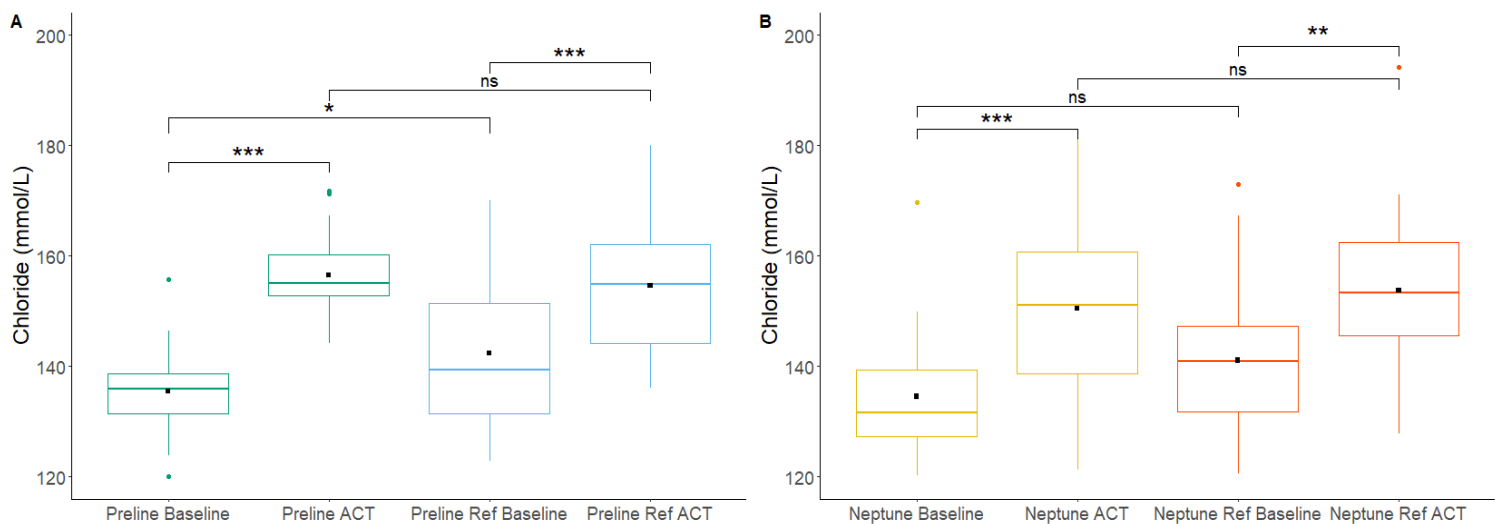 A
Chloride (mmol/L)
200
180
160
140
120
***
*
ns
***
Preline Baseline
Preline ACT
Preline Ref Baseline
Preline Ref ACT
B
Chloride (mmol/L)
200
180
160
140
120
***
ns
ns
**
Neptune Baseline
Neptune ACT
Neptune Ref Baseline
Neptune Ref ACT